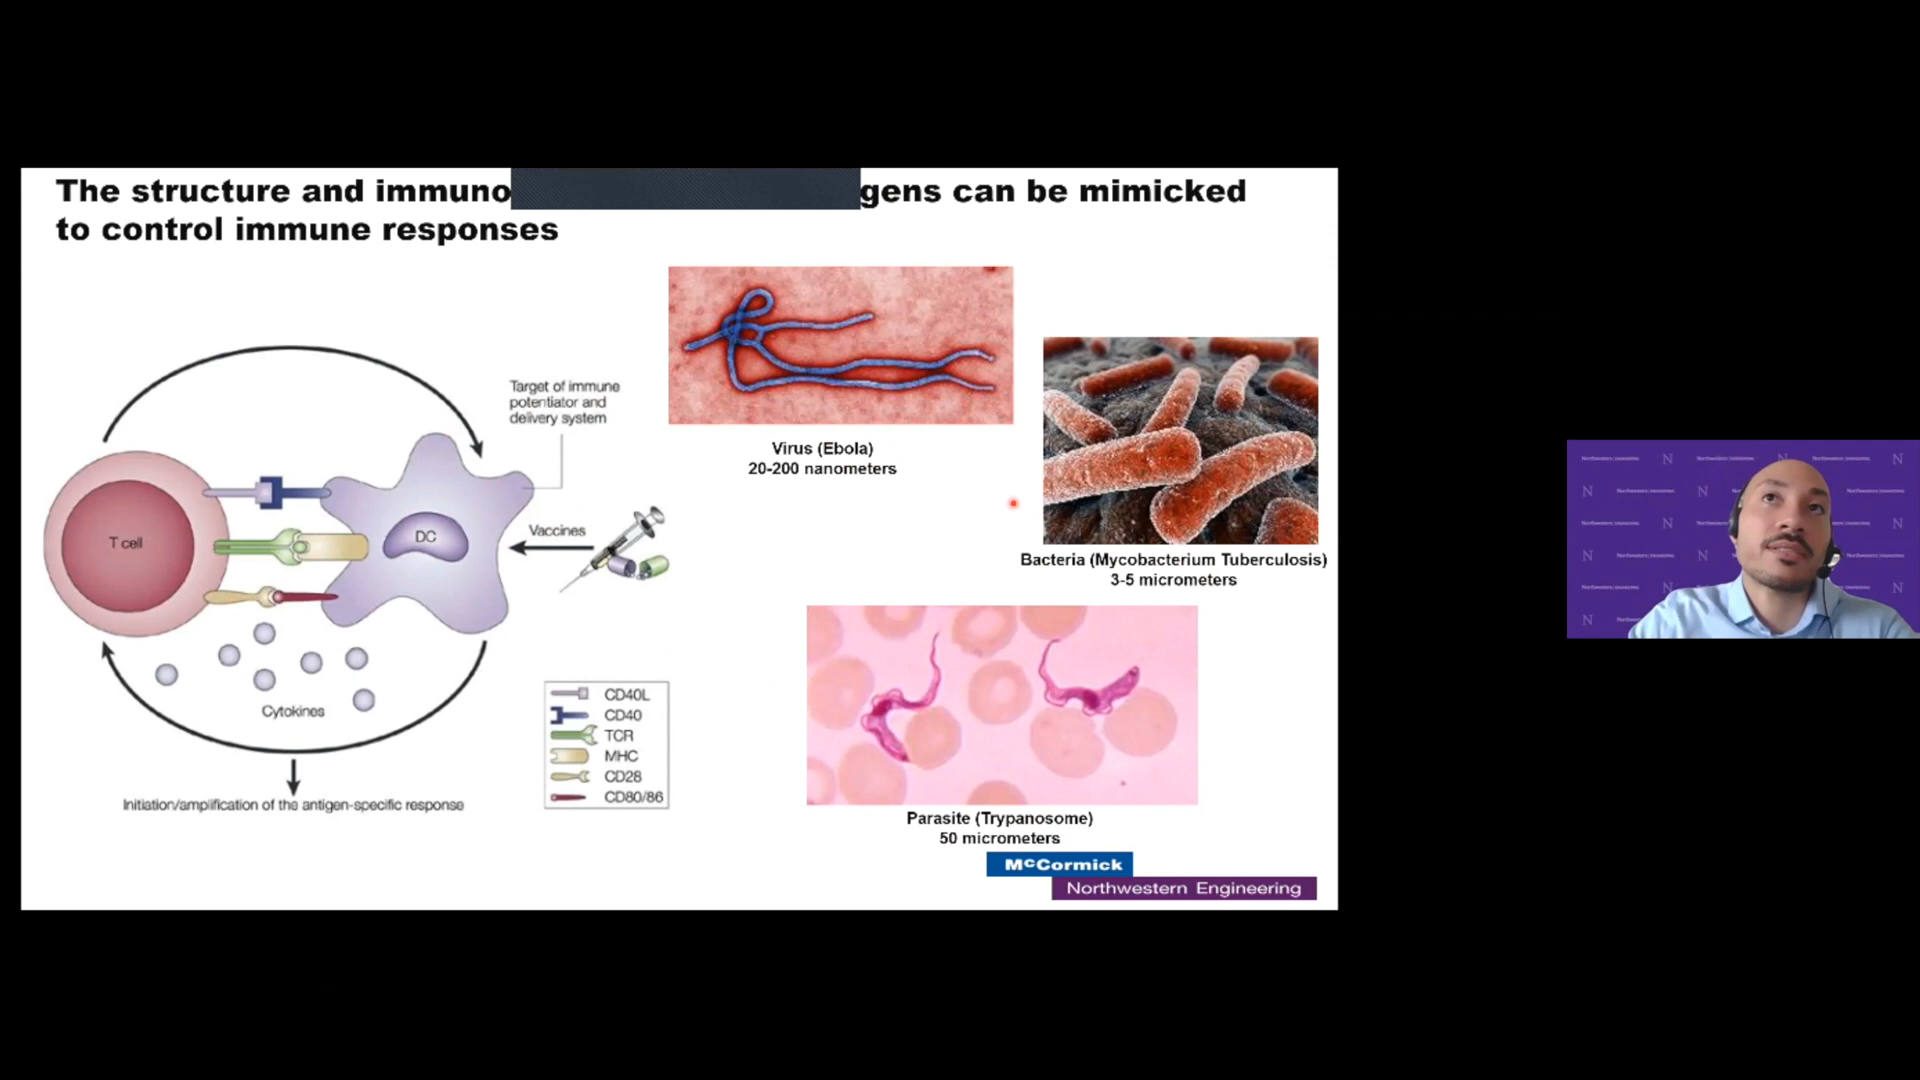 The structure and immuno gens can be mimicked
to control immune responses
Target of immune
potentiator and
delivery system
T cell
DC
Vaccines
Cytokines
Initiation/amplification of the antigen-specific response
CD40L
CD40
TCR
MHC
CD28
CD80/86
Virus (Ebola)
20-200 nanometers
Bacteria (Mycobacterium Tuberculosis)
3-5 micrometers
Parasite (Trypanosome)
50 micrometers
McCormick
Northwestern Engineering